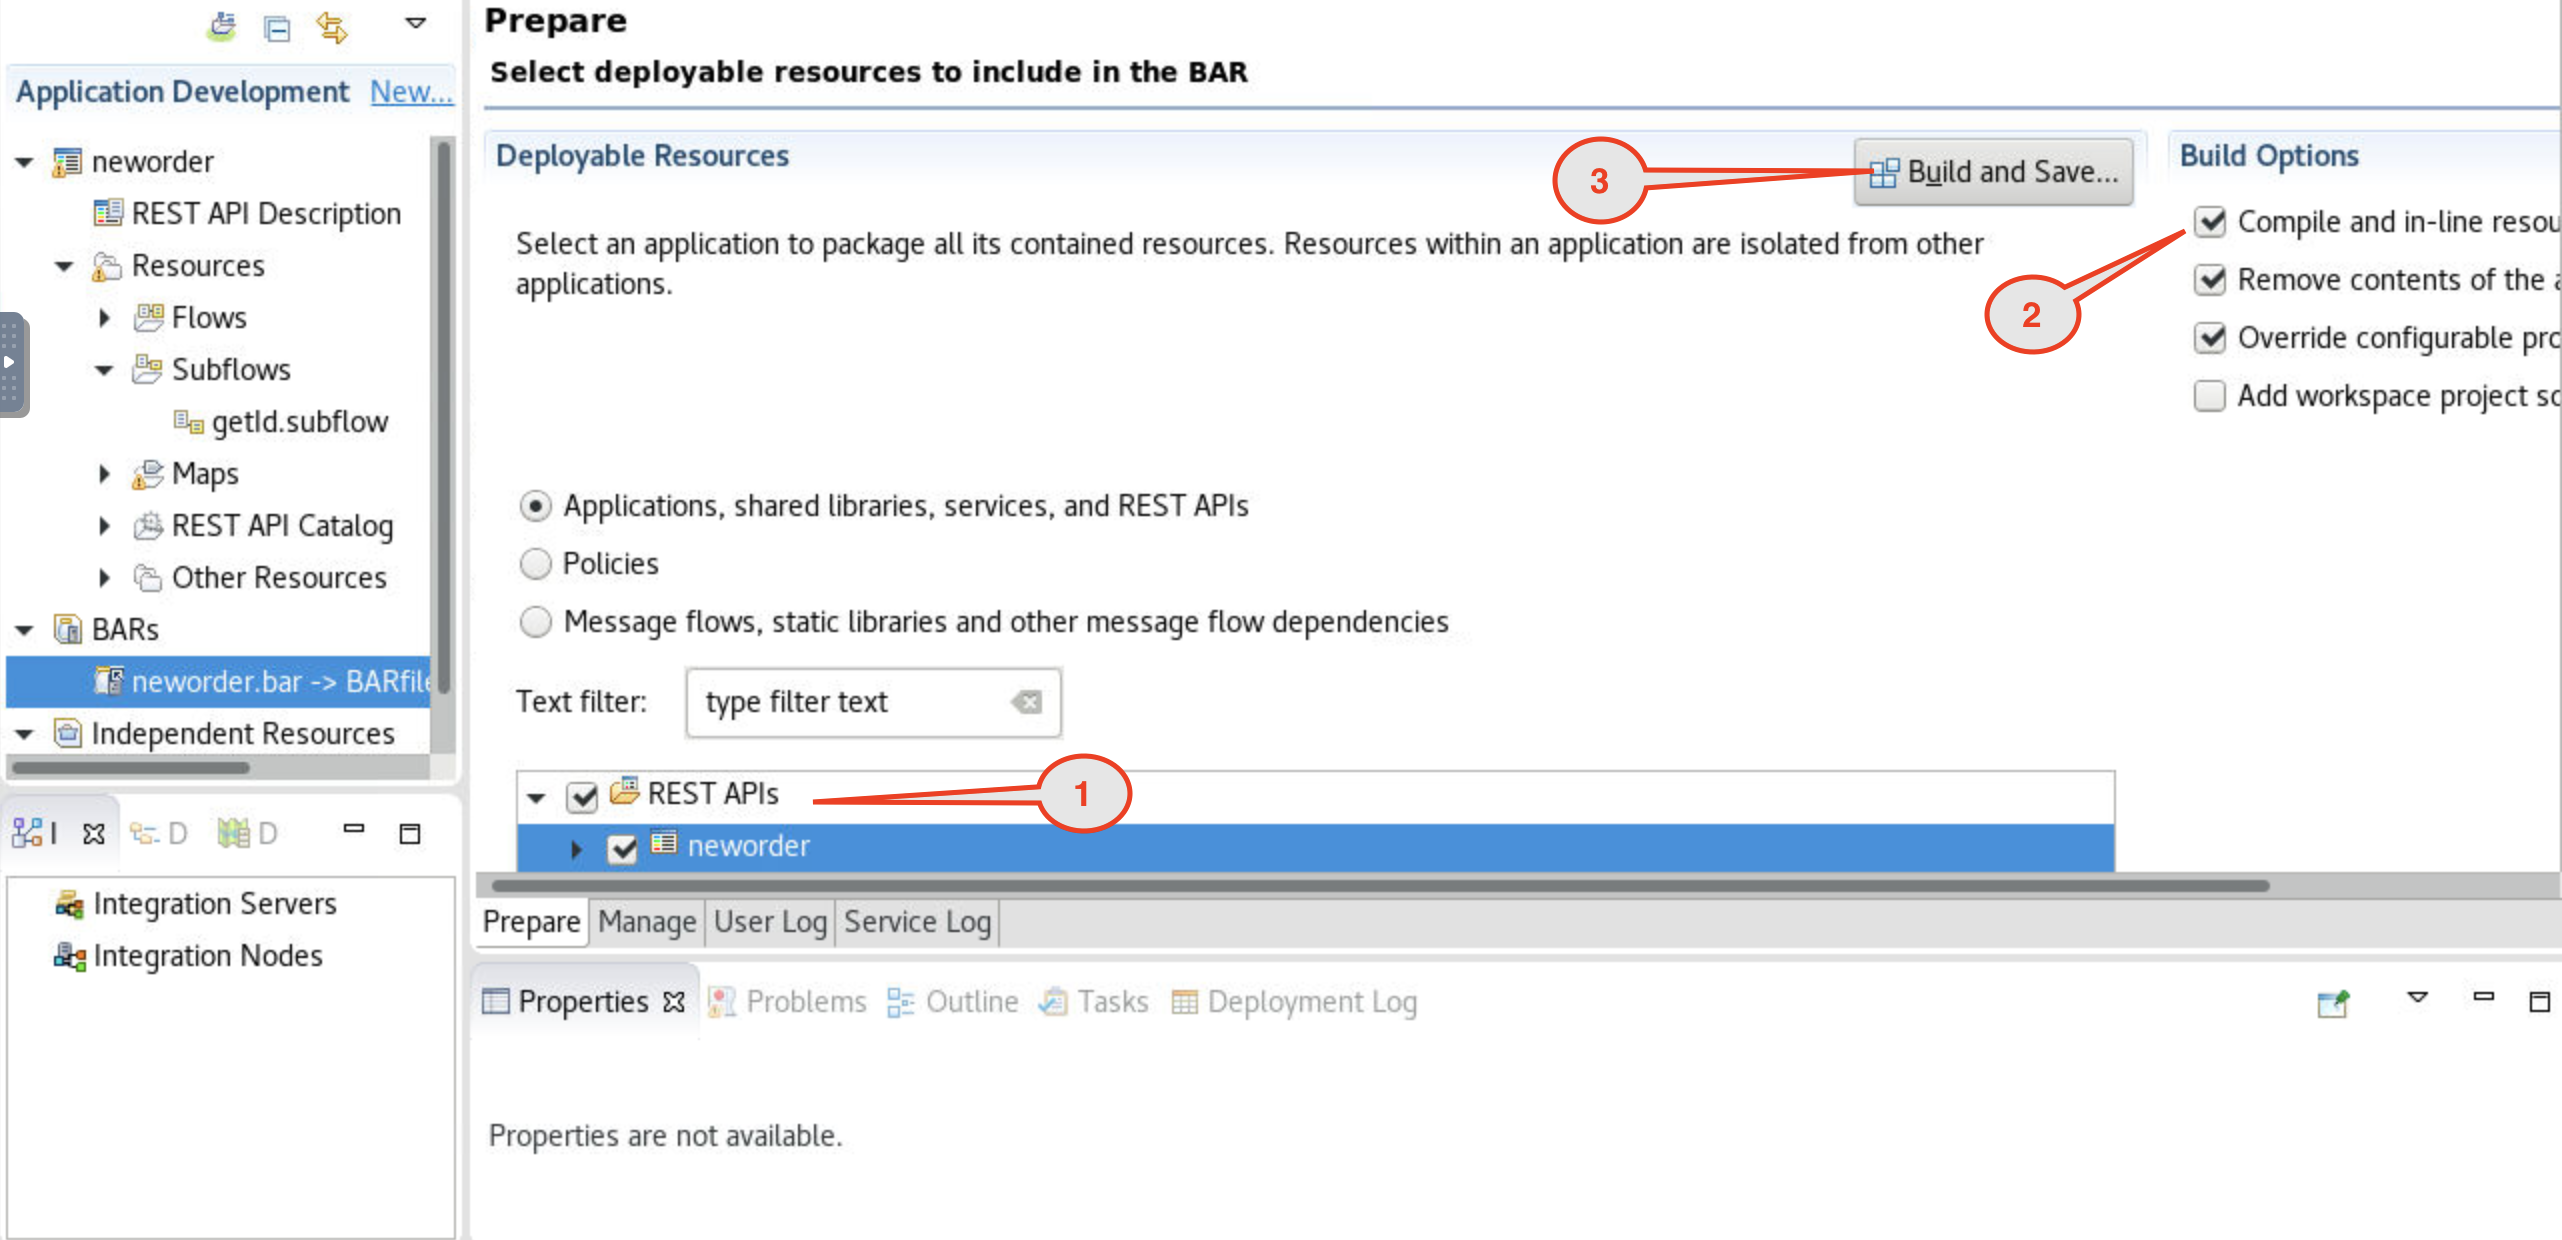 Application Development New...
neworder
REST API Description
Resources
Flows
Subflows
getId.subflow
Maps
REST API Catalog
Other Resources
BARs
neworder.bar -> BARfile
Independent Resources
I
D
D
Integration Servers
Integration Nodes
Prepare
Select deployable resources to include in the BAR
Deployable Resources
3
Build and Save...
Select an application to package all its contained resources. Resources within an application are isolated from other
applications.
Applications, shared libraries, services, and REST APIs
Policies
Message flows, static libraries and other message flow dependencies
Text filter: type filter text
REST APIs
1
neworder
Build Options
Compile and in-line resou
2
Remove contents of the a
Override configurable pro
Add workspace project so
Prepare Manage User Log Service Log
Properties Problems Outline Tasks Deployment Log
Properties are not available.